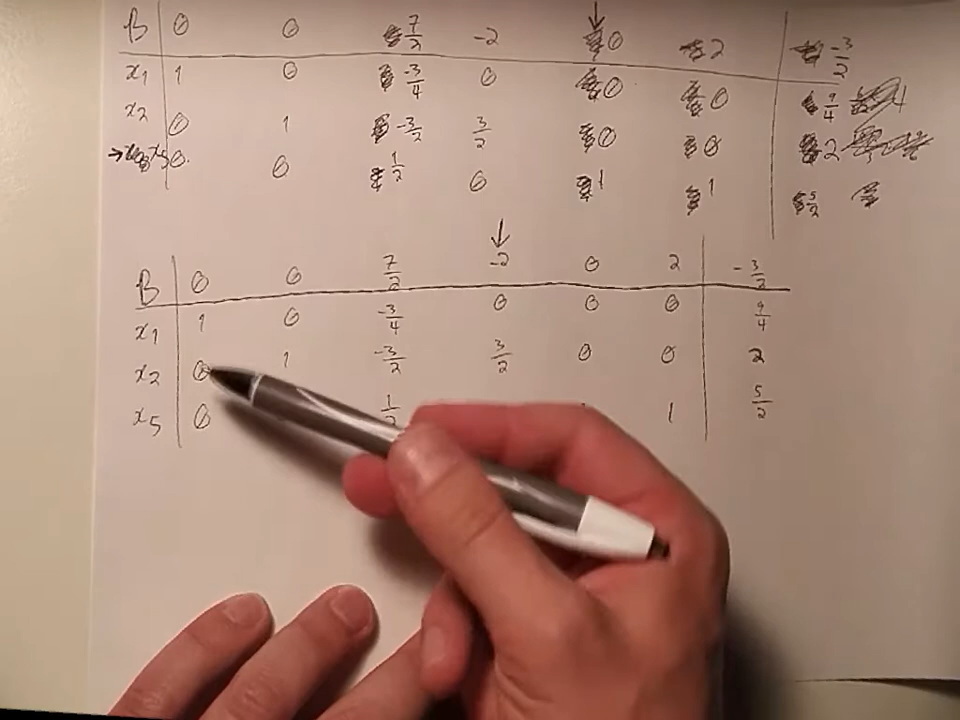 B 0 0 7/2 -2 ↓ 0 2 -3/2
x1 1 0 -3/4 0 0 0 9/4
x2 0 1 -3/2 3/2 0 0 2
→ x5 0 0 1/2 0 1 1 5/2
↓
B 0 0 7/2 -2 0 2 -3/2
x1 1 0 -3/4 0 0 0 9/4
x2 0 1 -3/2 3/2 0 0 2
x5 0 1 5/2